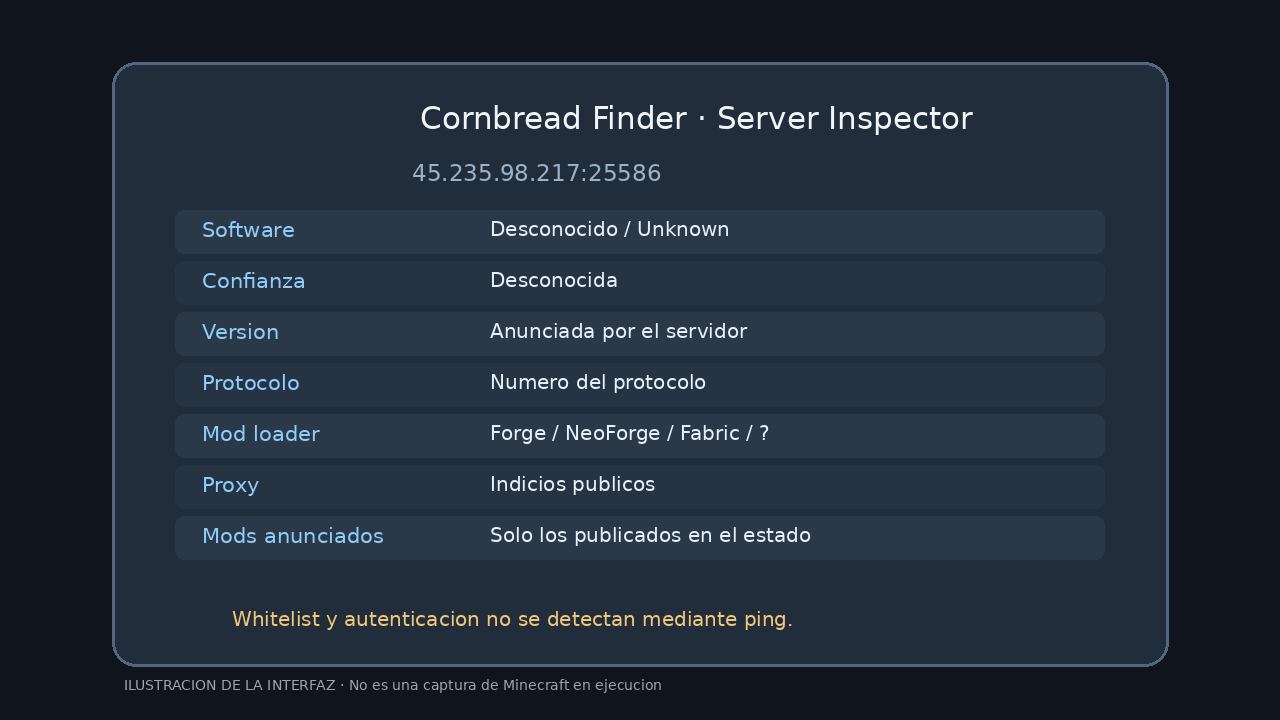 Cornbread Finder · Server Inspector
45.235.98.217:25586
Software Desconocido / Unknown
Confianza Desconocida
Version Anunciada por el servidor
Protocolo Numero del protocolo
Mod loader Forge / NeoForge / Fabric / ?
Proxy Indicios publicos
Mods anunciados Solo los publicados en el estado
Whitelist y autenticacion no se detectan mediante ping.
ILUSTRACION DE LA INTERFAZ · No es una captura de Minecraft en ejecucion